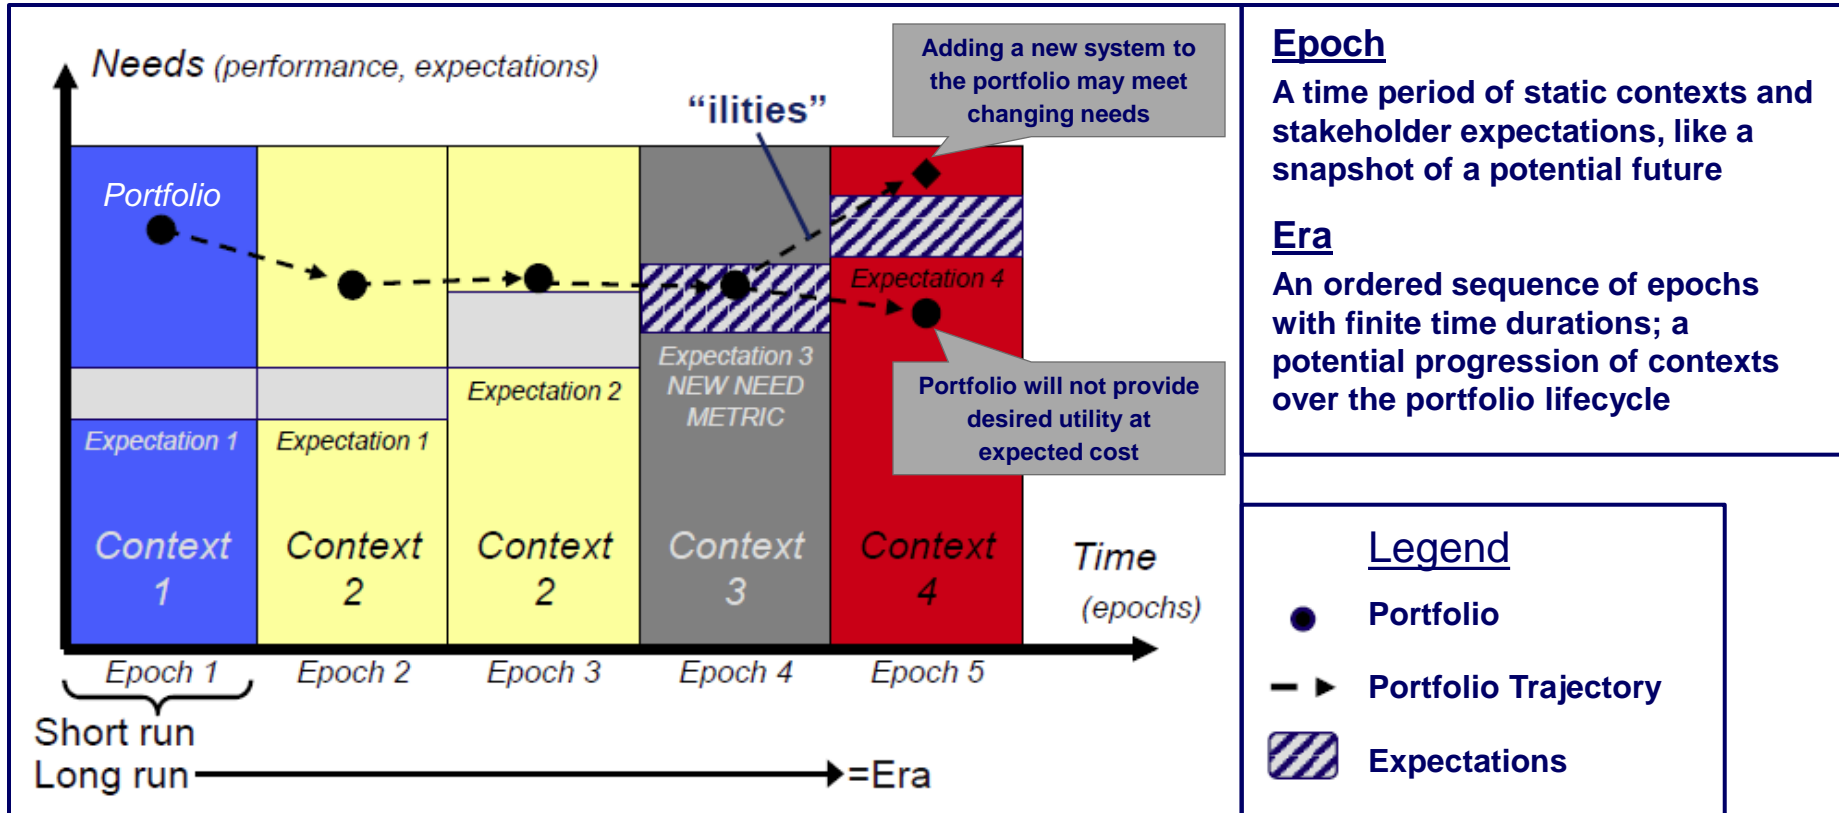 Needs (performance, expectations)
"ilities"
Adding a new system to
the portfolio may meet
changing needs
Portfolio
Expectation 1
Expectation 1
Expectation 2
Expectation 3
NEW NEED
METRIC
Expectation 4
Portfolio will not provide
desired utility at
expected cost
Context
1
Context
2
Context
2
Context
3
Context
4
Time
(epochs)
Epoch 1
Epoch 2
Epoch 3
Epoch 4
Epoch 5
Short run
Long run
=Era
Epoch
A time period of static contexts and
stakeholder expectations, like a
snapshot of a potential future
Era
An ordered sequence of epochs
with finite time durations; a
potential progression of contexts
over the portfolio lifecycle
Legend
Portfolio
Portfolio Trajectory
Expectations